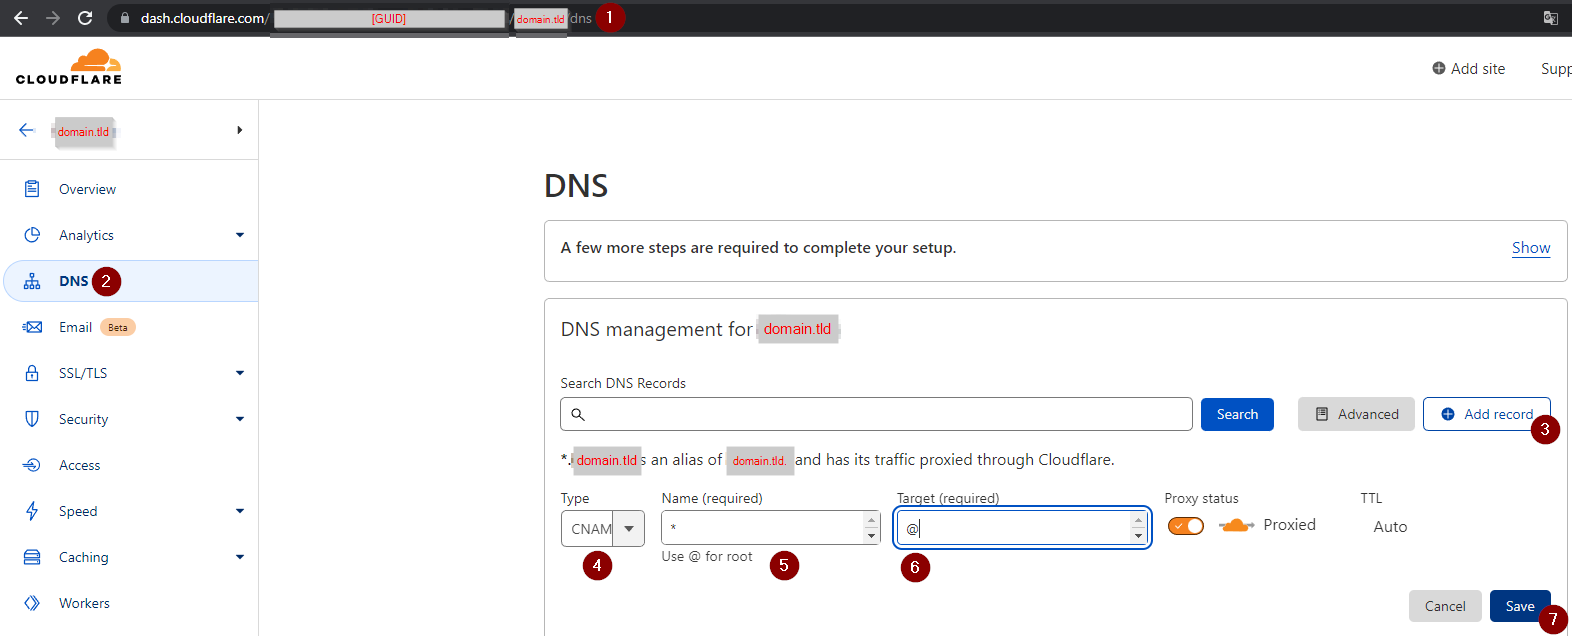 dash.cloudflare.com/ [GUID] / domain.tld /dns 1
CLOUDFLARE
Add site Supp
domain.tld
Overview
Analytics
DNS 2
Email Beta
SSL/TLS
Security
Access
Speed
Caching
Workers
DNS
A few more steps are required to complete your setup. Show
DNS management for domain.tld
Search DNS Records
Search Advanced Add record 3
*. domain.tld s an alias of domain.tld. and has its traffic proxied through Cloudflare.
Type Name (required) Target (required) Proxy status TTL
CNAM * @ Proxied Auto
Use @ for root
4 5 6
Cancel Save 7